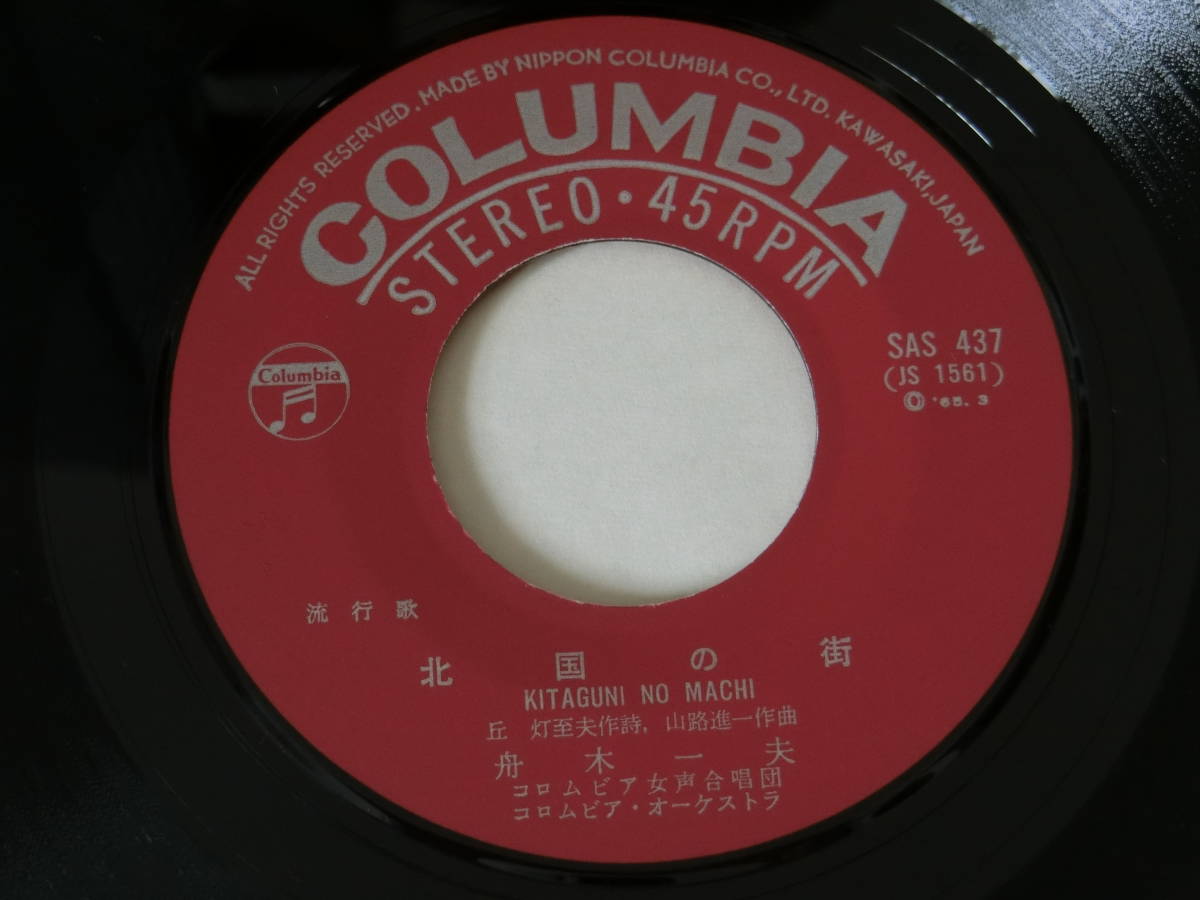 ALL RIGHTS RESERVED. MADE BY NIPPON COLUMBIA CO., LTD. KAWASAKI, JAPAN
COLUMBIA
STEREO・45RPM
SAS 437
(JS 1561)
Ⓞ '65. 3
Columbia
流行歌
北国の街
KITAGUNI NO MACHI
丘 灯至夫作詩, 山路進一作曲
舟木一夫
コロムビア女声合唱団
コロムビア・オーケストラ